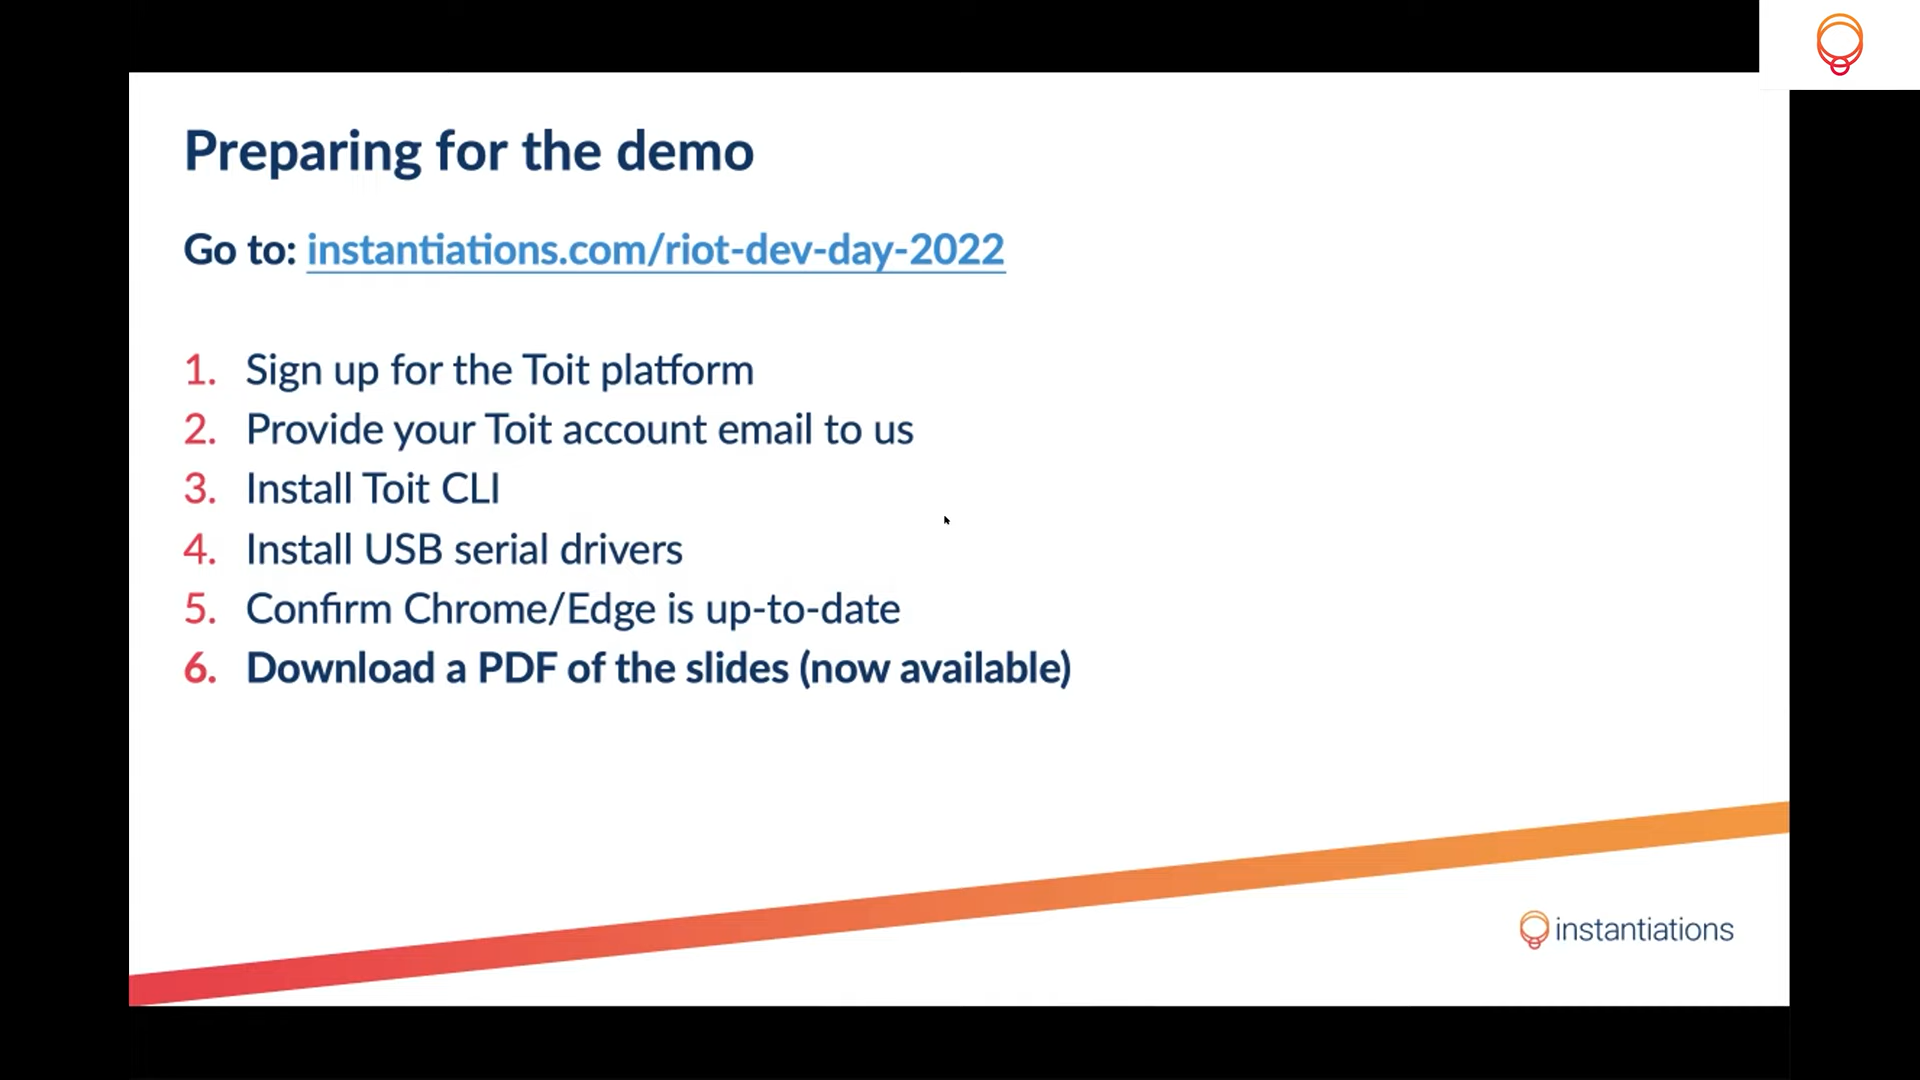 Preparing for the demo
Go to: instantiations.com/riot-dev-day-2022
1. Sign up for the Toit platform
2. Provide your Toit account email to us
3. Install Toit CLI
4. Install USB serial drivers
5. Confirm Chrome/Edge is up-to-date
6. Download a PDF of the slides (now available)
instantiations